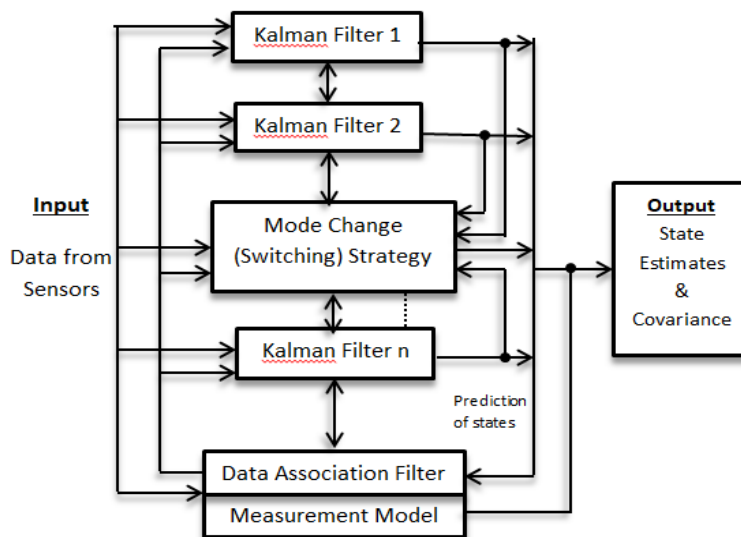 Kalman Filter 1
Kalman Filter 2
Input
Data from
Sensors
Mode Change
(Switching) Strategy
Kalman Filter n
Prediction
of states
Data Association Filter
Measurement Model
Output
State
Estimates
&
Covariance